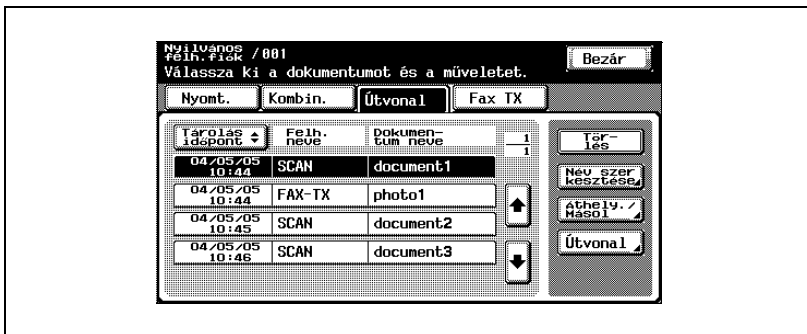 Nyilvános
felh.fiók /001
Bezár
Válassza ki a dokumentumot és a műveletet.
Nyomt. Kombin. Útvonal Fax TX
Tárolás
időpont
Felh.
neve
Dokumen-
tum neve
1
1
Tör-
lés
04/05/05
10:44
SCAN document1
Név szer
kesztése
04/05/05
10:44
FAX-TX photo1
Áthely./
Másol
04/05/05
10:45
SCAN document2
Útvonal
04/05/05
10:46
SCAN document3